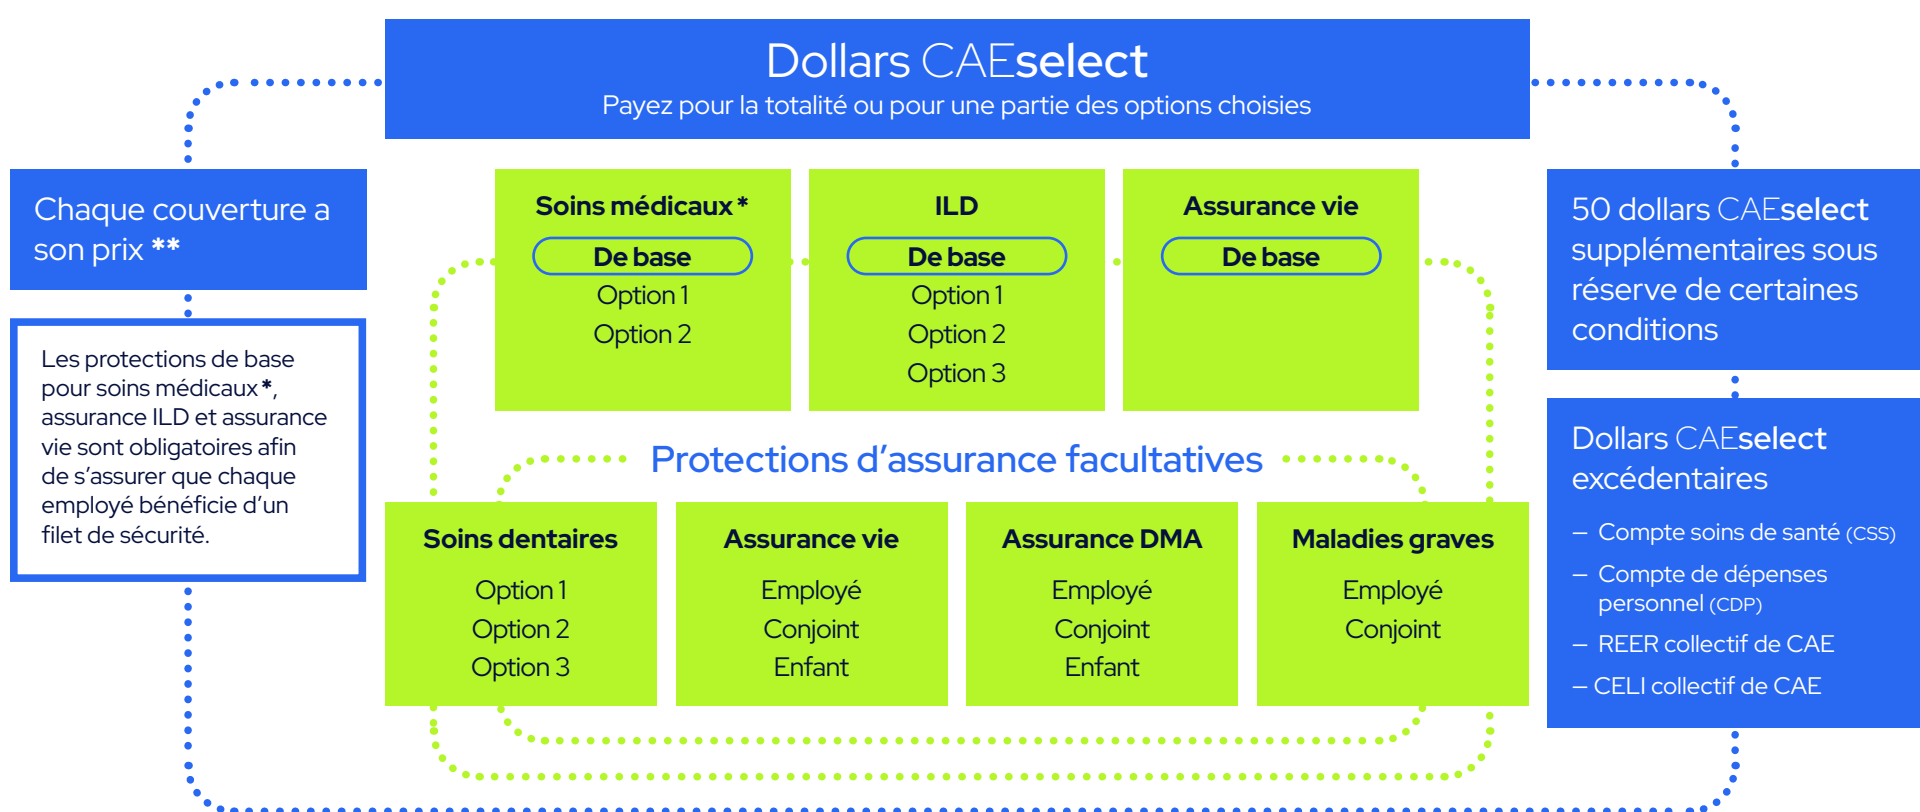 Dollars CAEselect
Payez pour la totalité ou pour une partie des options choisies
Chaque couverture a
son prix **
Les protections de base
pour soins médicaux*,
assurance ILD et assurance
vie sont obligatoires afin
de s'assurer que chaque
employé bénéficie d'un
filet de sécurité.
Soins médicaux*
De base
Option 1
Option 2
ILD
De base
Option 1
Option 2
Option 3
Assurance vie
De base
Protections d'assurance facultatives
Soins dentaires
Option 1
Option 2
Option 3
Assurance vie
Employé
Conjoint
Enfant
Assurance DMA
Employé
Conjoint
Enfant
Maladies graves
Employé
Conjoint
50 dollars CAEselect
supplémentaires sous
réserve de certaines
conditions
Dollars CAEselect
excédentaires
– Compte soins de santé (CSS)
– Compte de dépenses
personnel (CDP)
– REER collectif de CAE
– CELI collectif de CAE